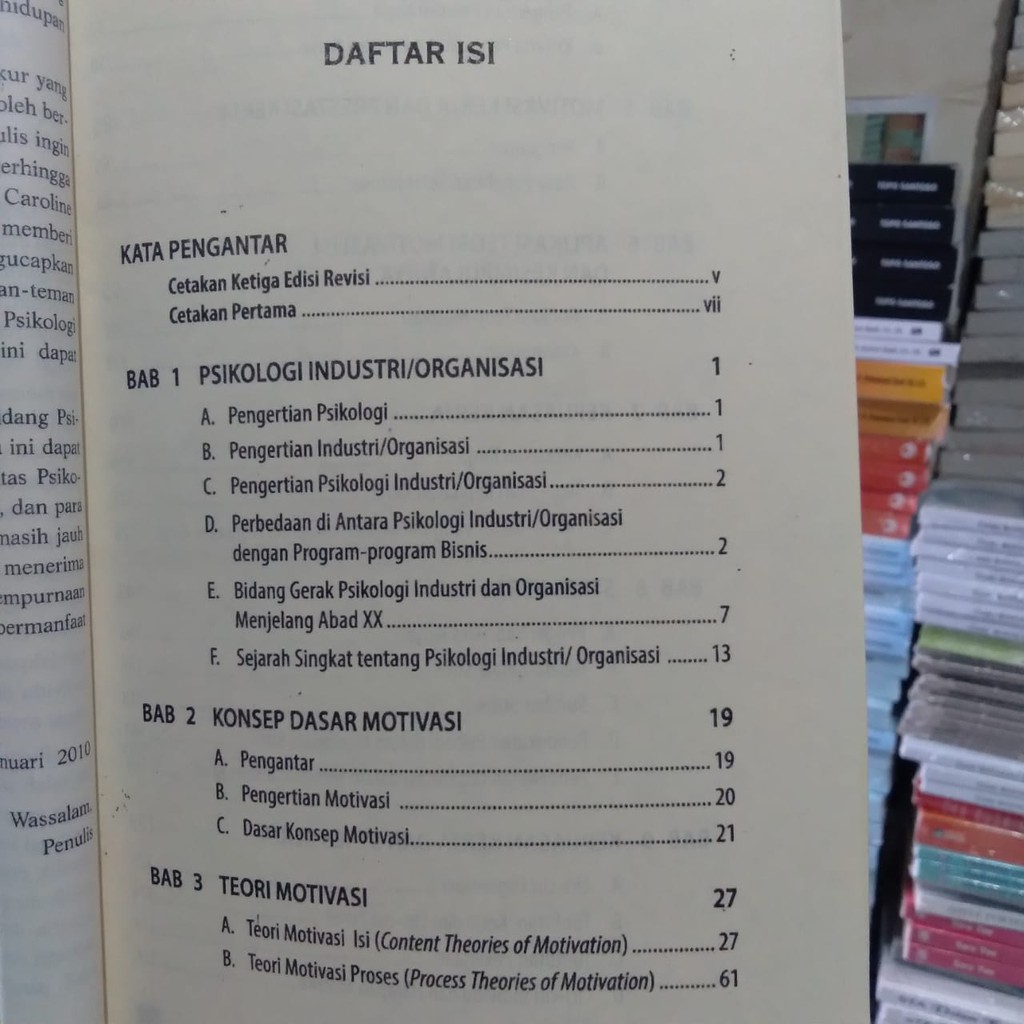 hidupan
kur yang
oleh ber-
ulis ingin
erhingga
Caroline
memberi
gucapkan
an-teman
Psikologi
ini dapat
dang Psi-
ini dapat
tas Psiko-
, dan para
masih jauh
menerima
empurnaan
bermanfaat
nuari 2010
Wassalam,
Penulis
DAFTAR ISI
KATA PENGANTAR
Cetakan Ketiga Edisi Revisi .......... v
Cetakan Pertama .......... vii
BAB 1 PSIKOLOGI INDUSTRI/ORGANISASI 1
A. Pengertian Psikologi .......... 1
B. Pengertian Industri/Organisasi .......... 1
C. Pengertian Psikologi Industri/Organisasi .......... 2
D. Perbedaan di Antara Psikologi Industri/Organisasi
dengan Program-program Bisnis .......... 2
E. Bidang Gerak Psikologi Industri dan Organisasi
Menjelang Abad XX .......... 7
F. Sejarah Singkat tentang Psikologi Industri/ Organisasi ........ 13
BAB 2 KONSEP DASAR MOTIVASI 19
A. Pengantar .......... 19
B. Pengertian Motivasi .......... 20
C. Dasar Konsep Motivasi .......... 21
BAB 3 TEORI MOTIVASI 27
A. Teori Motivasi Isi (Content Theories of Motivation) .......... 27
B. Teori Motivasi Proses (Process Theories of Motivation) .......... 61